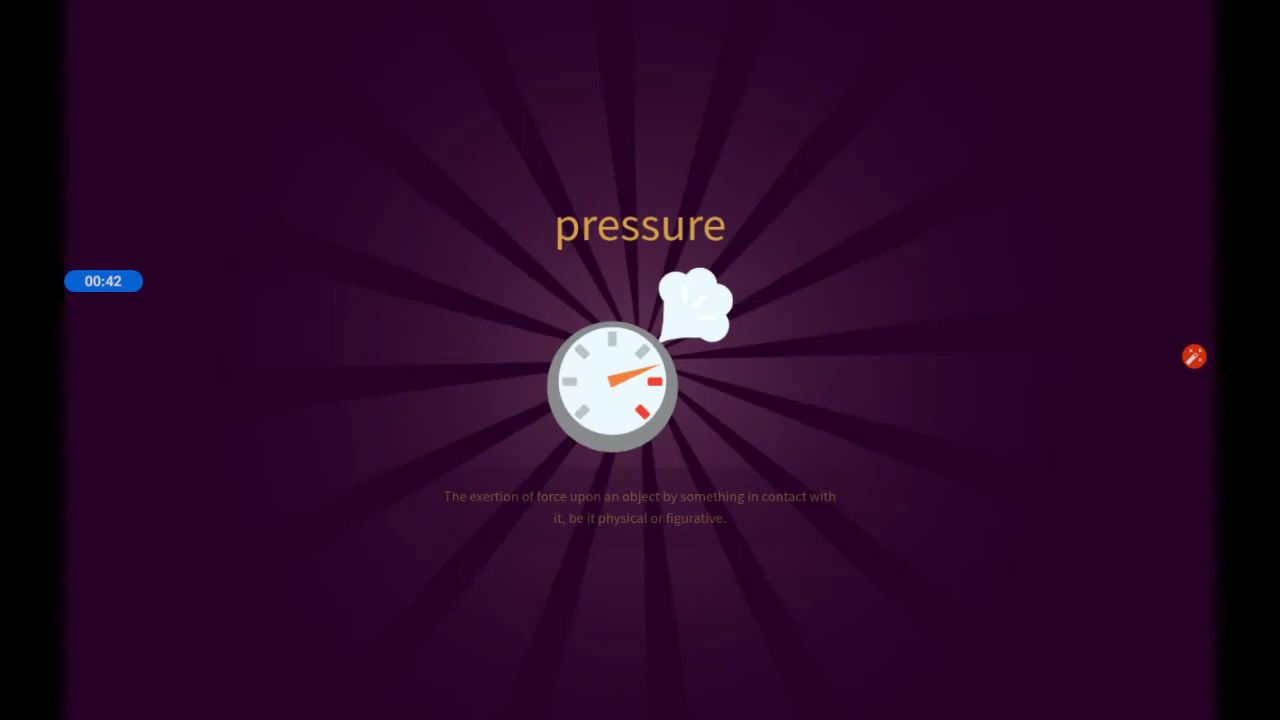 pressure
00:42
The exertion of force upon an object by something in contact with
it, be it physical or figurative.